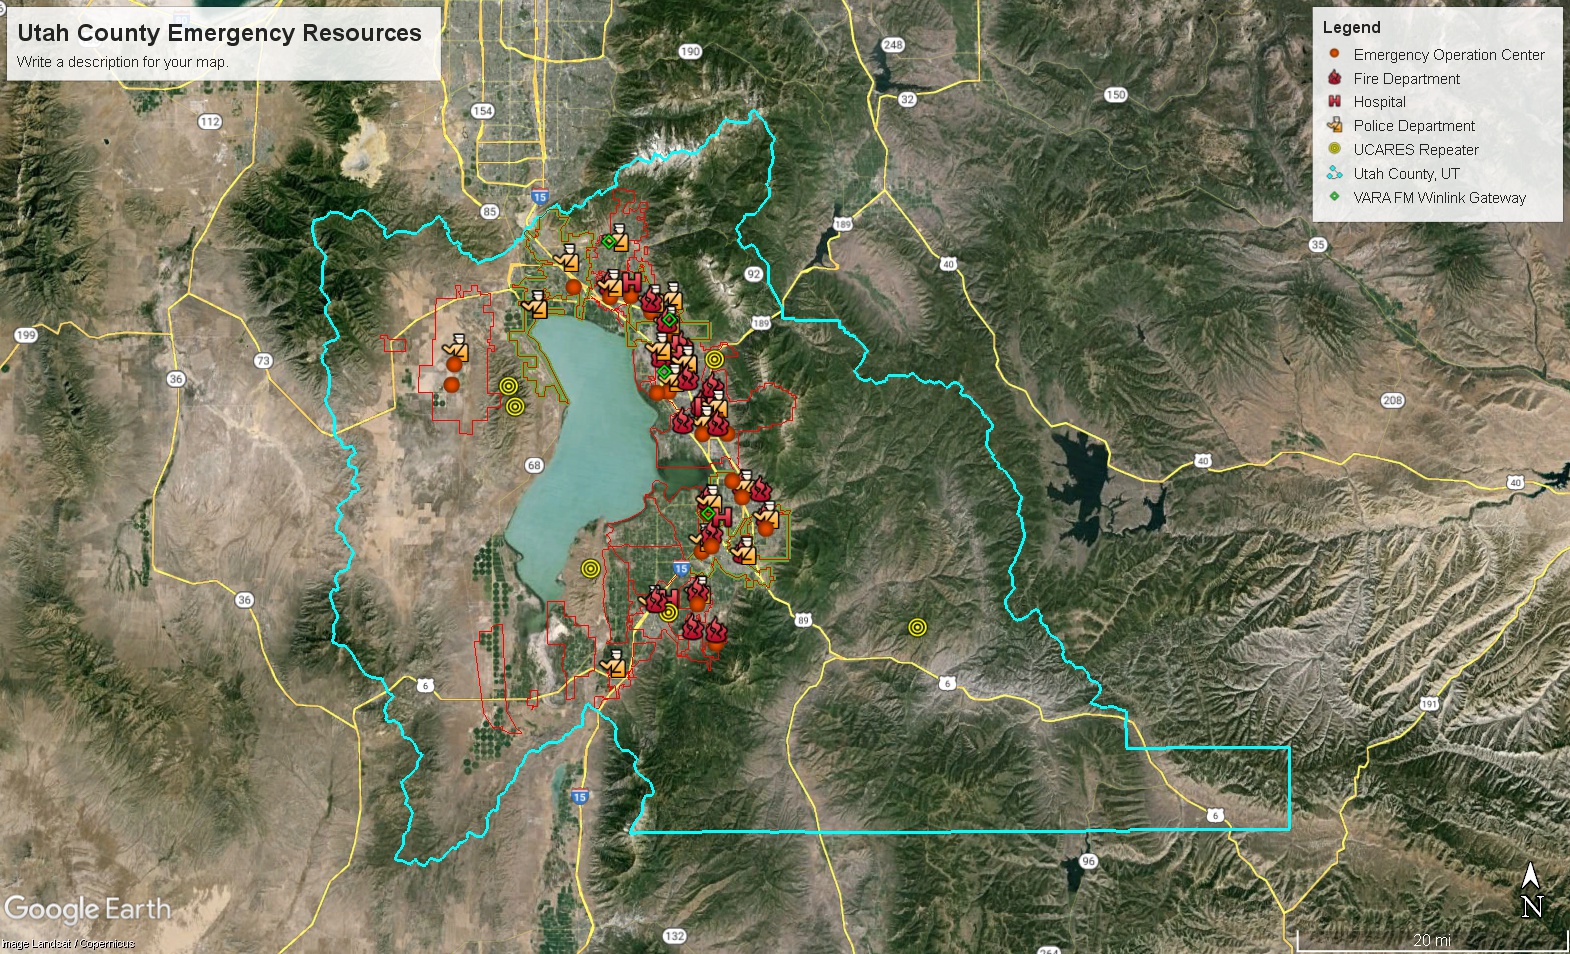 Utah County Emergency Resources
Write a description for your map.
Legend
Emergency Operation Center
Fire Department
Hospital
Police Department
UCARES Repeater
Utah County, UT
VARA FM Winlink Gateway
190
248
154
32
150
112
15
85
189
35
40
92
199
189
73
36
208
68
40
40
15
36
89
6
6
191
15
6
96
132
264
Google Earth
Image Landsat / Copernicus
N
20 mi